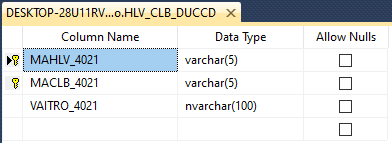 DESKTOP-28U11RV...o.HLV_CLB_DUCCD
Column Name Data Type Allow Nulls
MAHLV_4021 varchar(5)
MACLB_4021 varchar(5)
VAITRO_4021 nvarchar(100)